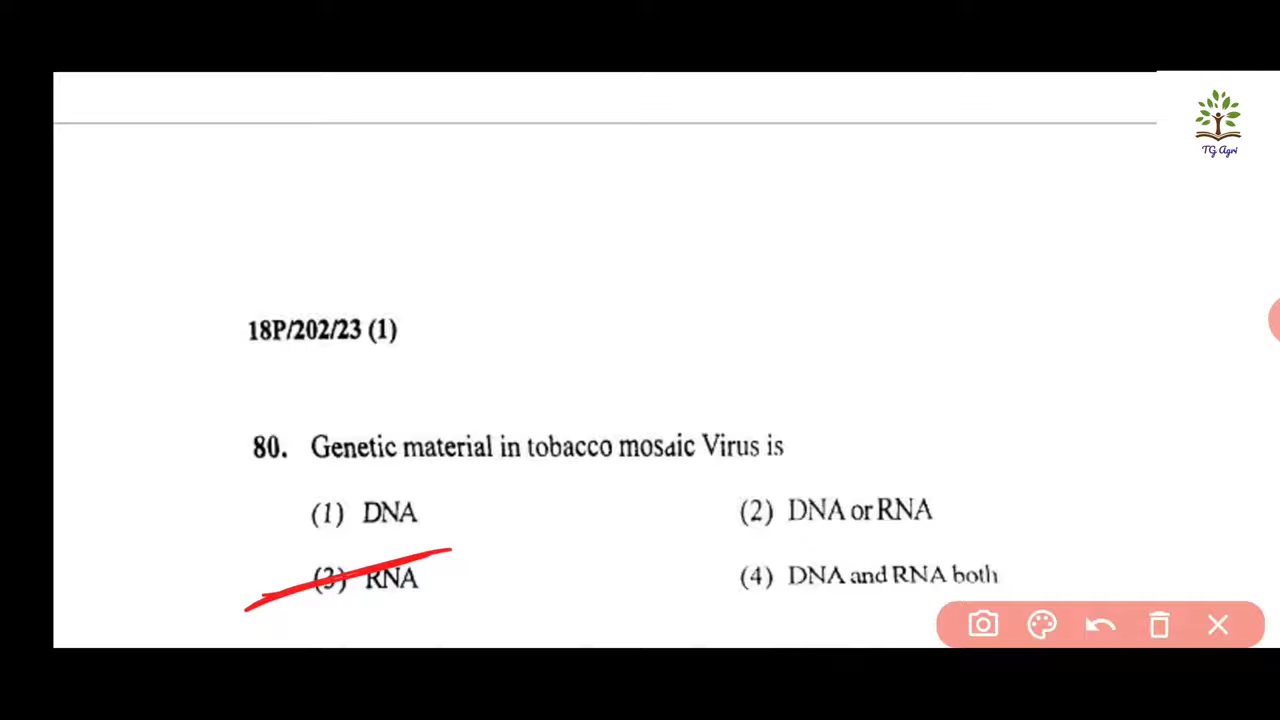 TG Agri
18P/202/23 (1)
80. Genetic material in tobacco mosaic Virus is
(1) DNA
(2) DNA or RNA
(3) RNA
(4) DNA and RNA both